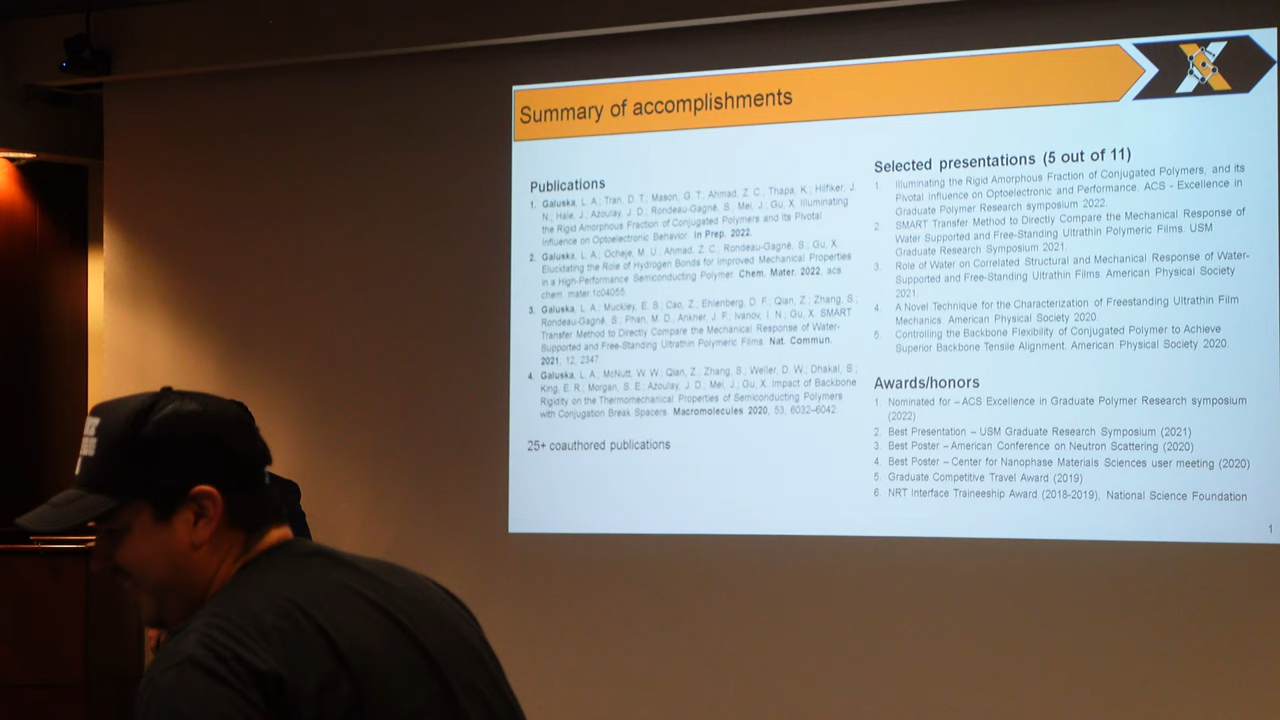 Summary of accomplishments
Publications
1. Galuska, L. A.; Tran, D. T.; Mason, G. T.; Ahmad, Z. C.; Thapa, K.; Hilfiker, J.
N.; Hale, J.; Azoulay, J. D.; Rondeau-Gagné, S.; Mei, J.; Gu, X. Illuminating
the Rigid Amorphous Fraction of Conjugated Polymers and its Pivotal
Influence on Optoelectronic Behavior. In Prep. 2022.
2. Galuska, L. A.; Ocheje, M. U.; Ahmad, Z. C.; Rondeau-Gagné, S.; Gu, X.
Elucidating the Role of Hydrogen Bonds for Improved Mechanical Properties
in a High-Performance Semiconducting Polymer. Chem. Mater. 2022, acs
chem. mater.1c04055.
3. Galuska, L. A.; Muckley, E. S.; Cao, Z.; Ehlenberg, D. F.; Qian, Z.; Zhang, S.;
Rondeau-Gagné, S.; Phan, M. D.; Ankner, J. F.; Ivanov, I. N.; Gu, X. SMART
Transfer Method to Directly Compare the Mechanical Response of Water-
Supported and Free-Standing Ultrathin Polymeric Films. Nat. Commun.
2021, 12, 2347.
4. Galuska, L. A.; McNutt, W. W.; Qian, Z.; Zhang, S.; Weller, D. W.; Dhakal, S.;
King, E. R.; Morgan, S. E.; Azoulay, J. D.; Mei, J.; Gu, X. Impact of Backbone
Rigidity on the Thermomechanical Properties of Semiconducting Polymers
with Conjugation Break Spacers. Macromolecules 2020, 53, 6032–6042.
25+ coauthored publications
Selected presentations (5 out of 11)
1. Illuminating the Rigid Amorphous Fraction of Conjugated Polymers, and its
Pivotal Influence on Optoelectronic and Performance. ACS - Excellence in
Graduate Polymer Research symposium 2022.
2. SMART Transfer Method to Directly Compare the Mechanical Response of
Water Supported and Free-Standing Ultrathin Polymeric Films. USM
Graduate Research Symposium 2021.
3. Role of Water on Correlated Structural and Mechanical Response of Water-
Supported and Free-Standing Ultrathin Films. American Physical Society
2021.
4. A Novel Technique for the Characterization of Freestanding Ultrathin Film
Mechanics. American Physical Society 2020.
5. Controlling the Backbone Flexibility of Conjugated Polymer to Achieve
Superior Backbone Tensile Alignment. American Physical Society 2020.
Awards/honors
1. Nominated for – ACS Excellence in Graduate Polymer Research symposium
(2022)
2. Best Presentation – USM Graduate Research Symposium (2021)
3. Best Poster – American Conference on Neutron Scattering (2020)
4. Best Poster – Center for Nanophase Materials Sciences user meeting (2020)
5. Graduate Competitive Travel Award (2019)
6. NRT Interface Traineeship Award (2018-2019), National Science Foundation
1